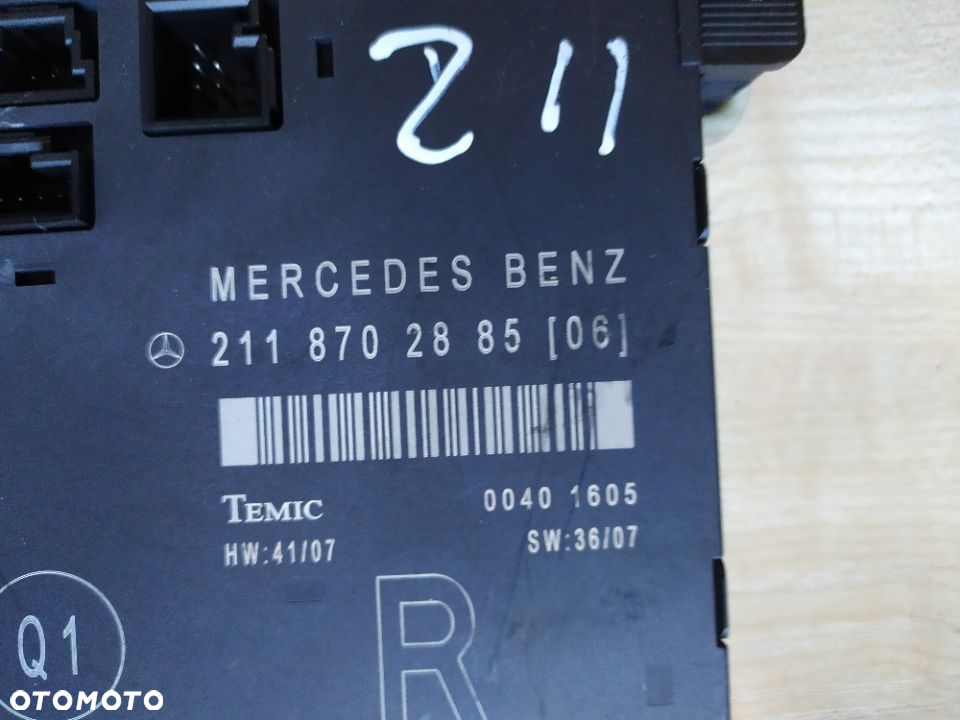 211
MERCEDES BENZ
211 870 28 85 [06]
TEMIC 0040 1605
HW:41/07 SW:36/07
Q1
R
OTOMOTO